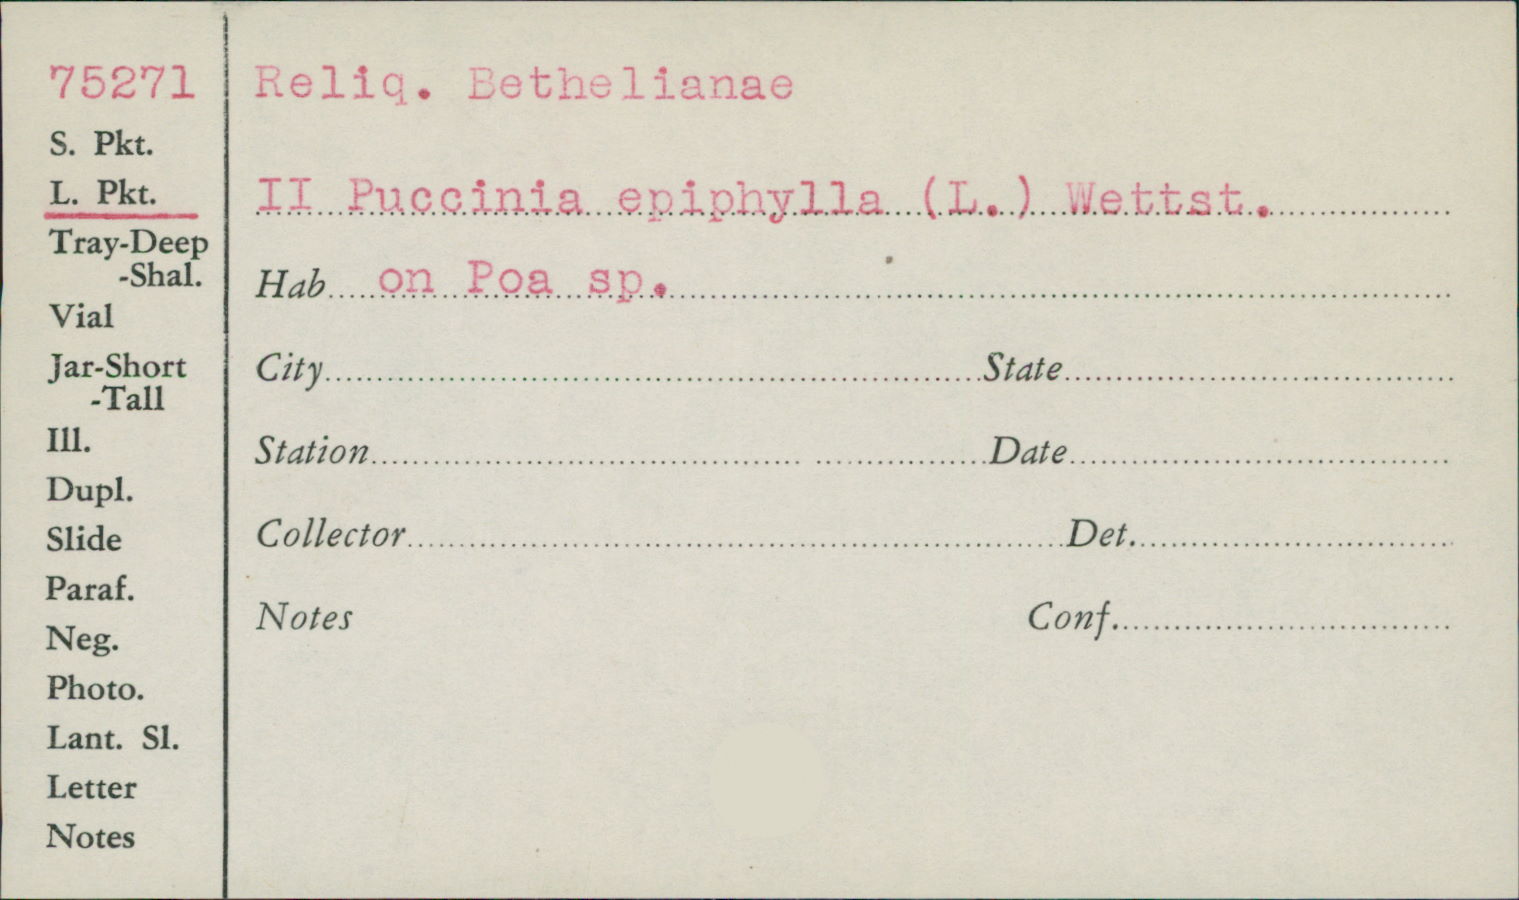 75271
S. Pkt.
L. Pkt.
Tray-Deep
-Shal.
Vial
Jar-Short
-Tall
Ill.
Dupl.
Slide
Paraf.
Neg.
Photo.
Lant. Sl.
Letter
Notes
Reliq. Bethelianae
II Puccinia epiphylla (L.) Wettst.
Hab on Poa sp.
City State
Station Date
Collector Det.
Notes Conf.